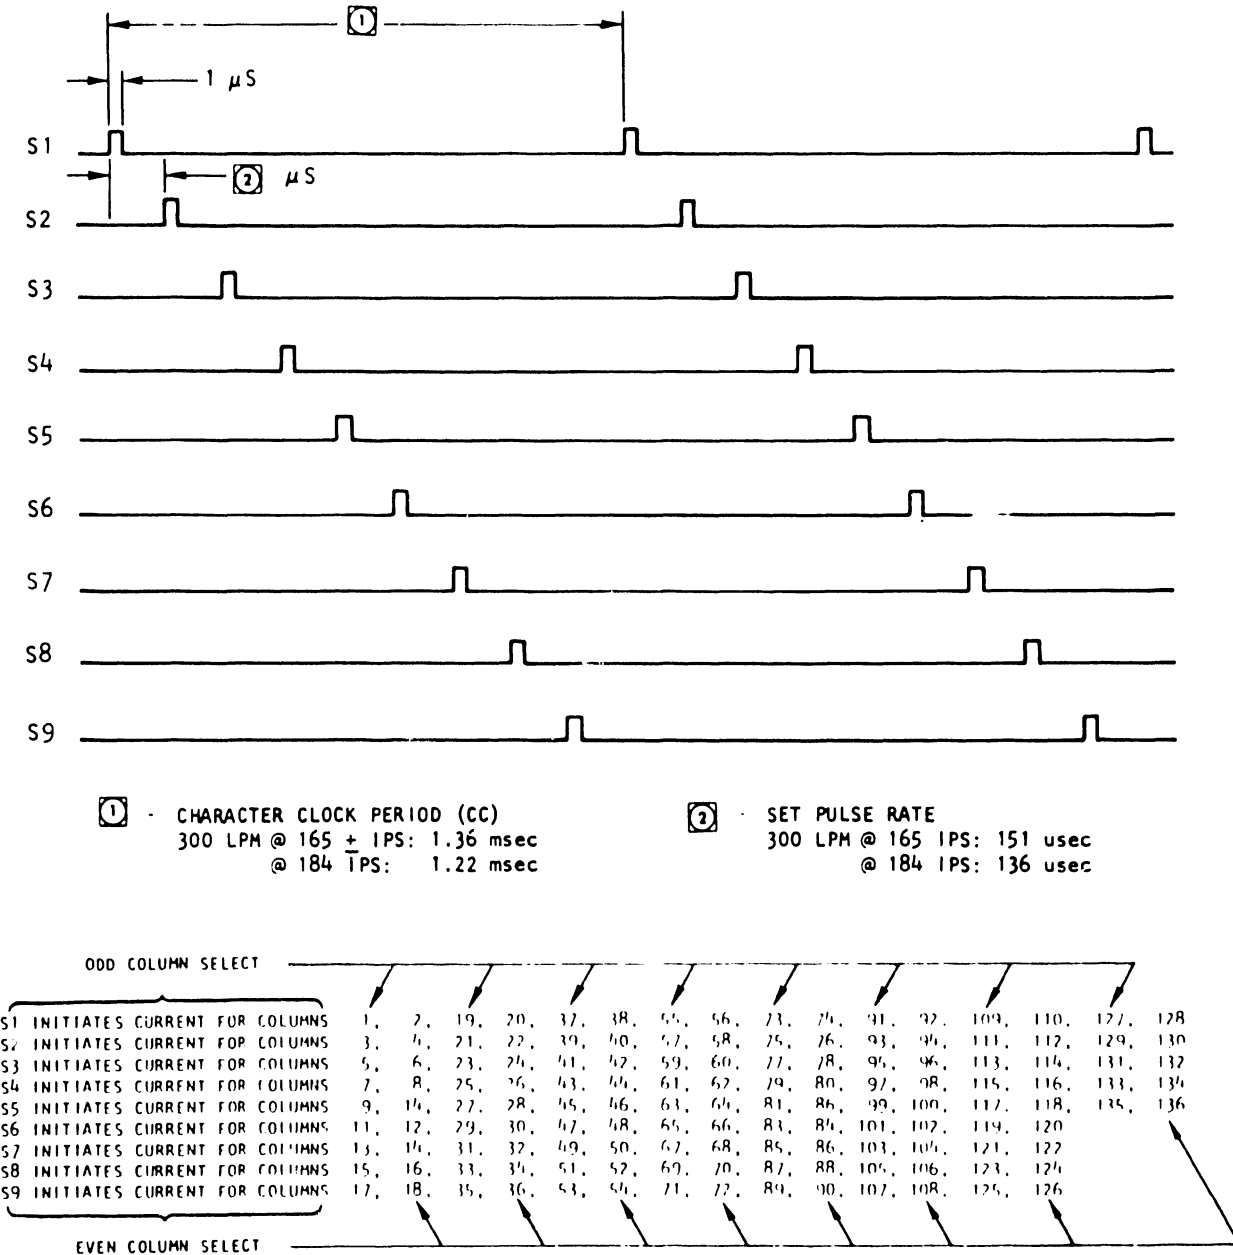 1
1 µS
S1
2 µS
S2
S3
S4
S5
S6
S7
S8
S9
1 - CHARACTER CLOCK PERIOD (CC)
300 LPM @ 165 ± IPS: 1.36 msec
@ 184 IPS: 1.22 msec
2 - SET PULSE RATE
300 LPM @ 165 IPS: 151 usec
@ 184 IPS: 136 usec
ODD COLUMN SELECT
S1 INITIATES CURRENT FOR COLUMNS 1, 2, 19, 20, 37, 38, 55, 56, 73, 74, 91, 92, 109, 110, 127, 128
S2 INITIATES CURRENT FOR COLUMNS 3, 4, 21, 22, 39, 40, 57, 58, 75, 76, 93, 94, 111, 112, 129, 130
S3 INITIATES CURRENT FOR COLUMNS 5, 6, 23, 24, 41, 42, 59, 60, 77, 78, 95, 96, 113, 114, 131, 132
S4 INITIATES CURRENT FOR COLUMNS 7, 8, 25, 26, 43, 44, 61, 62, 79, 80, 97, 98, 115, 116, 133, 134
S5 INITIATES CURRENT FOR COLUMNS 9, 14, 27, 28, 45, 46, 63, 64, 81, 86, 99, 100, 117, 118, 135, 136
S6 INITIATES CURRENT FOR COLUMNS 11, 12, 29, 30, 47, 48, 65, 66, 83, 84, 101, 102, 119, 120
S7 INITIATES CURRENT FOR COLUMNS 13, 14, 31, 32, 49, 50, 67, 68, 85, 86, 103, 104, 121, 122
S8 INITIATES CURRENT FOR COLUMNS 15, 16, 33, 34, 51, 52, 69, 70, 87, 88, 105, 106, 123, 124
S9 INITIATES CURRENT FOR COLUMNS 17, 18, 35, 36, 53, 54, 71, 72, 89, 90, 107, 108, 125, 126
EVEN COLUMN SELECT